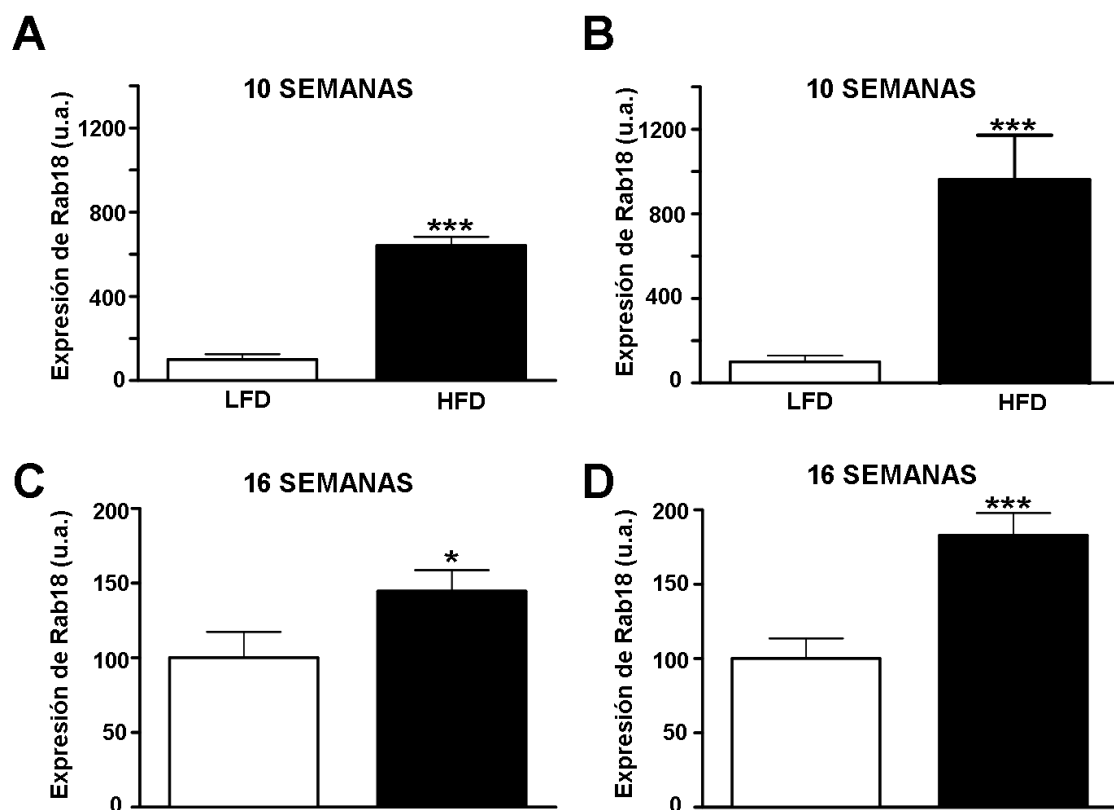 A
10 SEMANAS
Expresión de Rab18 (u.a.)
1200
800
400
0
***
LFD
HFD
B
10 SEMANAS
Expresión de Rab18 (u.a.)
1200
800
400
0
***
LFD
HFD
C
16 SEMANAS
Expresión de Rab18 (u.a.)
200
150
100
50
0
*
D
16 SEMANAS
Expresión de Rab18 (u.a.)
200
150
100
50
0
***